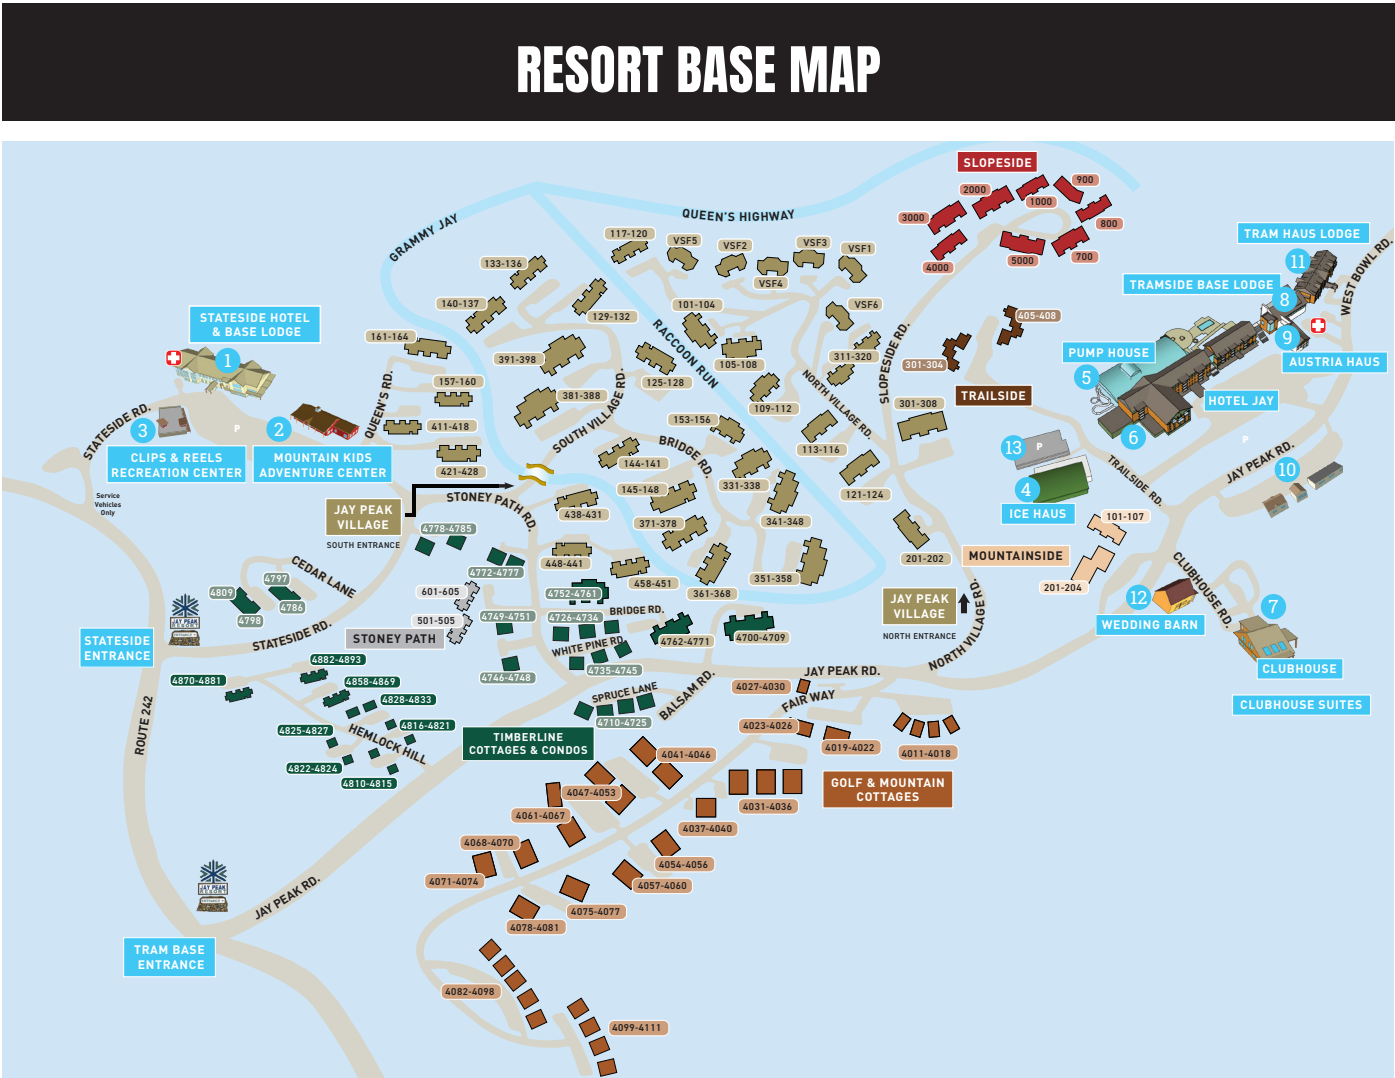 RESORT BASE MAP
SLOPESIDE
900
2000
1000
3000
800
700
5000
4000
QUEEN'S HIGHWAY
GRAMMY JAY
117-120
VSF5
VSF2
VSF3
VSF1
VSF4
VSF6
133-136
140-137
129-132
101-104
161-164
391-398
RACCOON RUN
105-108
125-128
311-320
157-160
381-388
109-112
NORTH VILLAGE RD.
SLOPESIDE RD.
301-308
QUEEN'S RD.
411-418
421-428
SOUTH VILLAGE RD.
153-156
BRIDGE RD.
144-141
113-116
145-148
331-338
121-124
STONEY PATH RD.
438-431
371-378
341-348
448-441
458-451
361-368
351-358
201-202
TRAM HAUS LODGE
11
WEST BOWL RD.
TRAMSIDE BASE LODGE
8
9
AUSTRIA HAUS
PUMP HOUSE
5
HOTEL JAY
6
405-408
301-304
TRAILSIDE
13
P
4
ICE HAUS
P
TRAILSIDE RD.
JAY PEAK RD.
10
101-107
MOUNTAINSIDE
201-204
CLUBHOUSE RD.
12
WEDDING BARN
7
CLUBHOUSE
CLUBHOUSE SUITES
STATESIDE HOTEL
& BASE LODGE
1
STATESIDE RD.
3
P
2
CLIPS & REELS
RECREATION CENTER
MOUNTAIN KIDS
ADVENTURE CENTER
Service
Vehicles
Only
JAY PEAK
VILLAGE
SOUTH ENTRANCE
4778-4785
4772-4777
CEDAR LANE
4797
4809
4786
4798
JAY PEAK
RESORT
STATESIDE
ENTRANCE
STATESIDE RD.
601-605
501-505
STONEY PATH
4752-4761
4749-4751
4726-4734
BRIDGE RD.
WHITE PINE RD.
4762-4771
4700-4709
4746-4748
4735-4745
SPRUCE LANE
4710-4725
BALSAM RD.
JAY PEAK
VILLAGE
NORTH ENTRANCE
NORTH VILLAGE RD.
JAY PEAK RD.
4027-4030
FAIR WAY
4023-4026
4019-4022
4011-4018
4882-4893
4870-4881
4858-4869
4828-4833
4816-4821
4825-4827
HEMLOCK HILL
4822-4824
4810-4815
ROUTE 242
TIMBERLINE
COTTAGES & CONDOS
4041-4046
4047-4053
GOLF & MOUNTAIN
COTTAGES
4031-4036
4061-4067
4037-4040
4068-4070
4054-4056
4071-4074
4057-4060
4075-4077
4078-4081
JAY PEAK
RESORT
JAY PEAK RD.
TRAM BASE
ENTRANCE
4082-4098
4099-4111